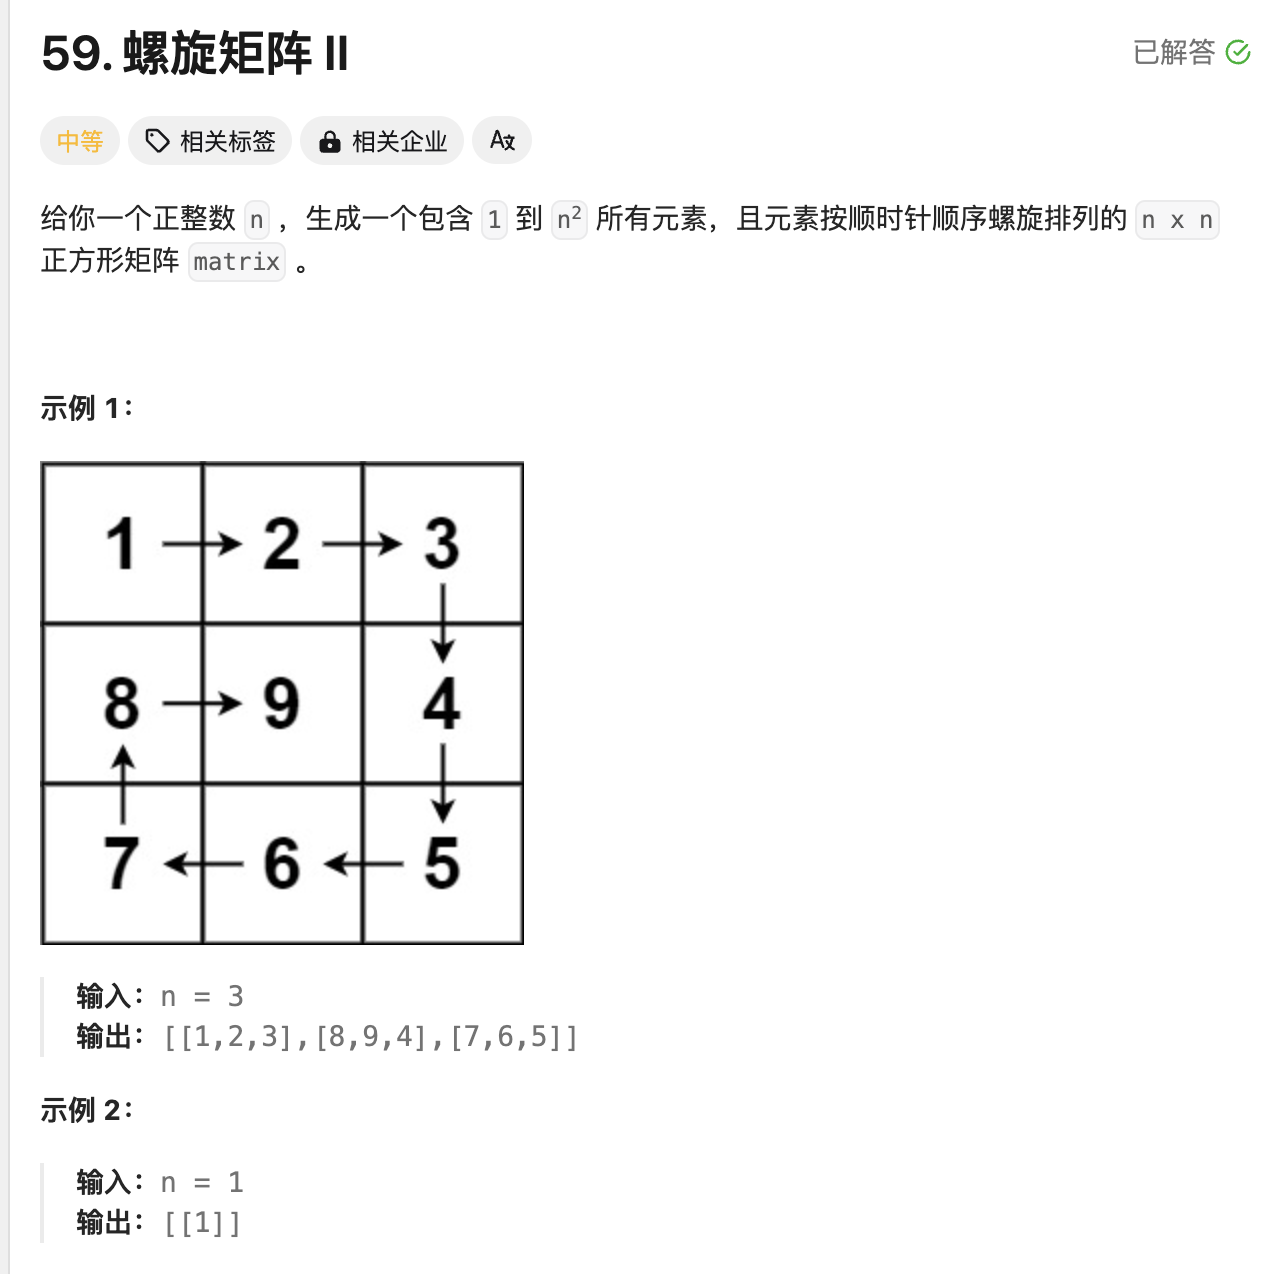 59. 螺旋矩阵 II
已解答
中等 相关标签 相关企业
给你一个正整数 n ，生成一个包含 1 到 n² 所有元素，且元素按顺时针顺序螺旋排列的 n x n
正方形矩阵 matrix 。
示例 1：
1 2 3
8 9 4
7 6 5
输入：n = 3
输出：[[1,2,3],[8,9,4],[7,6,5]]
示例 2：
输入：n = 1
输出：[[1]]